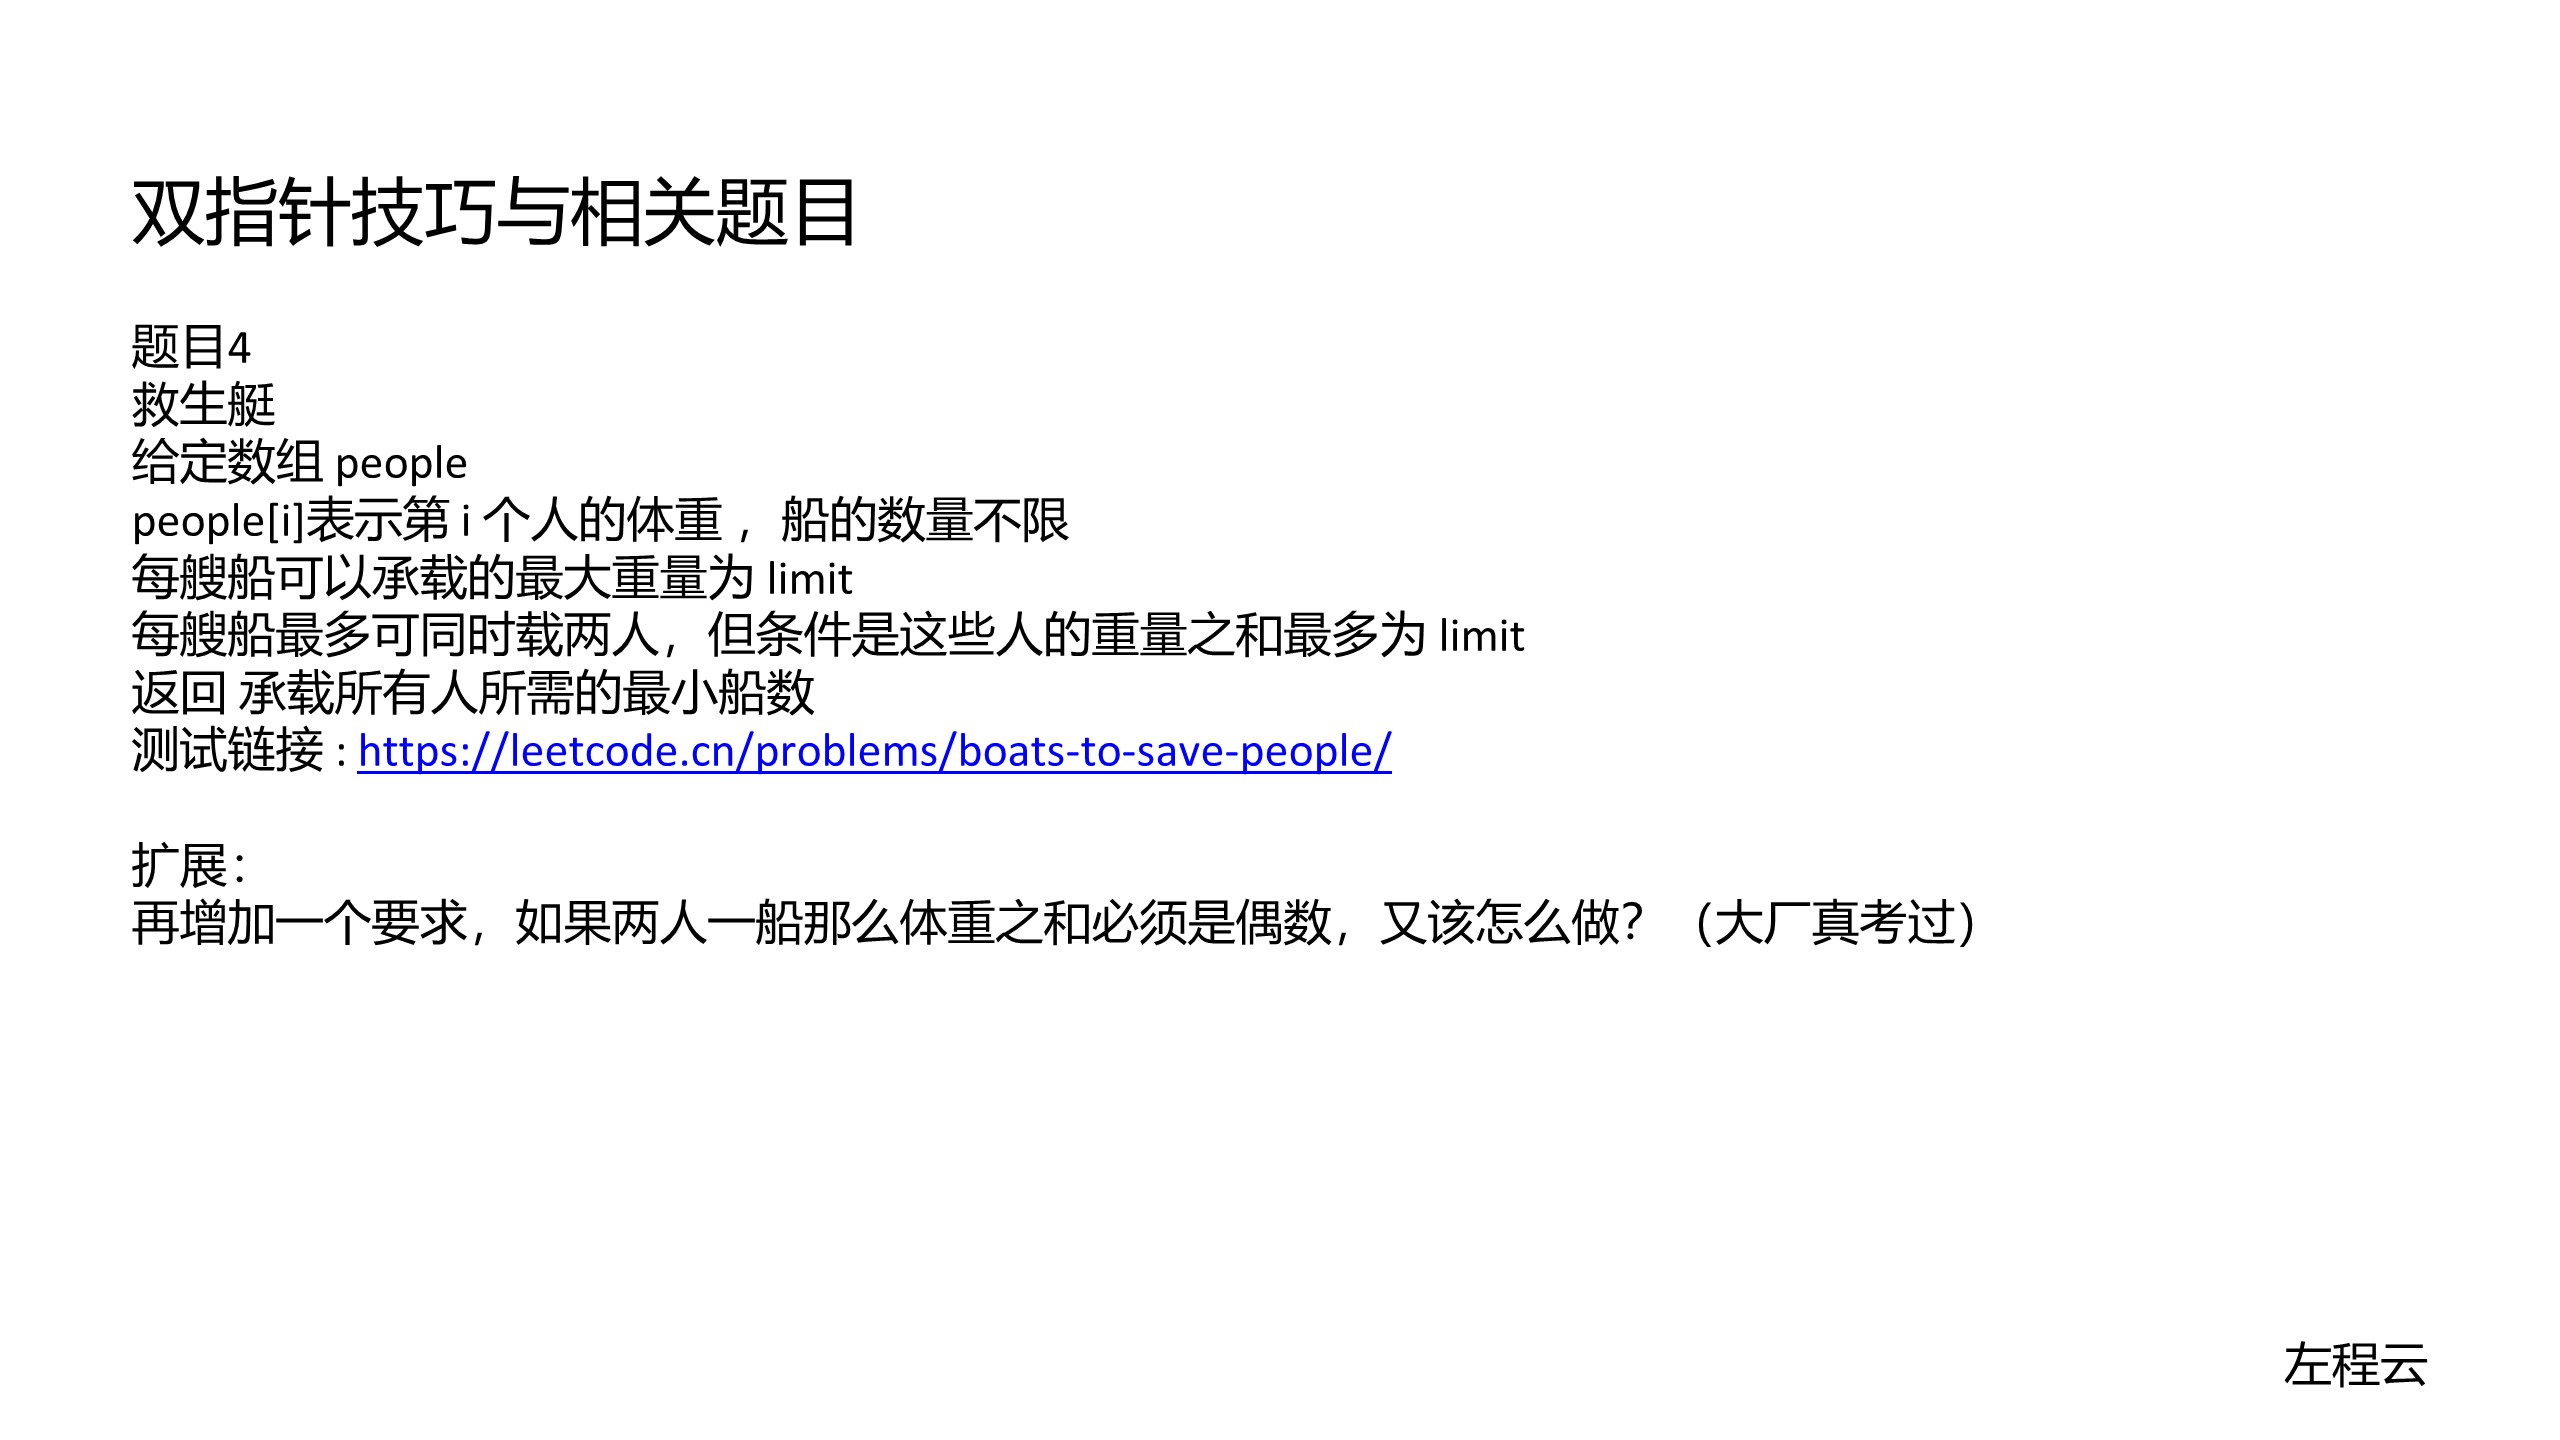 双指针技巧与相关题目
题目4
救生艇
给定数组 people
people[i]表示第 i 个人的体重 ，船的数量不限
每艘船可以承载的最大重量为 limit
每艘船最多可同时载两人，但条件是这些人的重量之和最多为 limit
返回 承载所有人所需的最小船数
测试链接 : https://leetcode.cn/problems/boats-to-save-people/
扩展：
再增加一个要求，如果两人一船那么体重之和必须是偶数，又该怎么做？（大厂真考过）
左程云